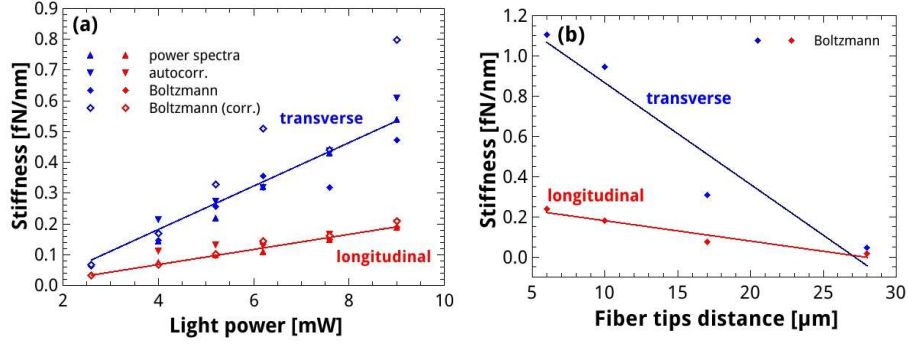 (a)
power spectra
autocorr.
Boltzmann
Boltzmann (corr.)
transverse
longitudinal
0.9
0.8
0.7
0.6
0.5
0.4
0.3
0.2
0.1
0.0
Stiffness [fN/nm]
2 4 6 8 10
Light power [mW]
(b)
Boltzmann
transverse
longitudinal
1.2
1.0
0.8
0.6
0.4
0.2
0.0
Stiffness [fN/nm]
5 10 15 20 25 30
Fiber tips distance [µm]